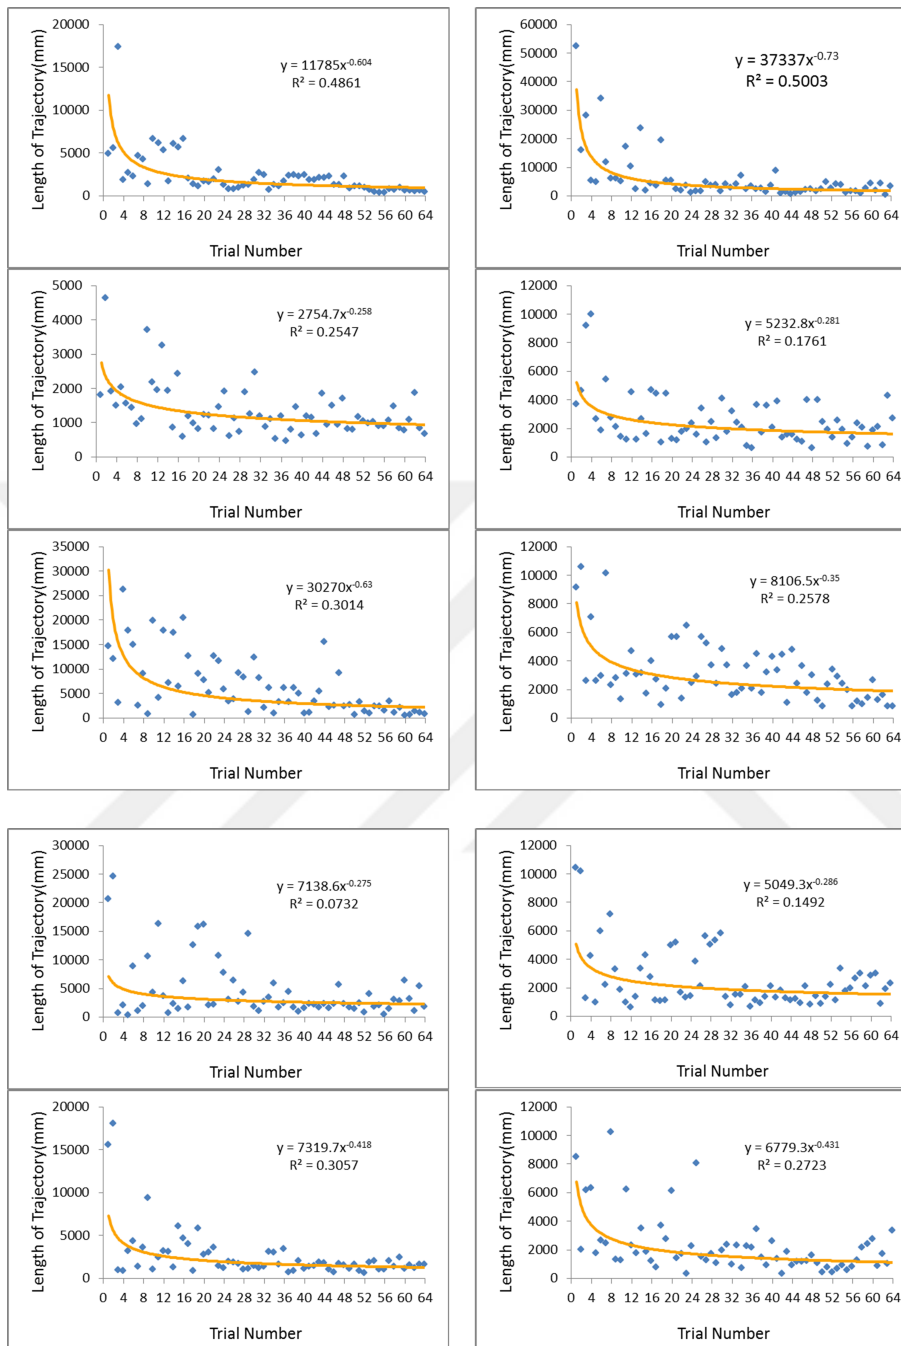 Length of Trajectory(mm)
20000
15000
10000
5000
0
y = 11785x^-0.604
R² = 0.4861
0 4 8 12 16 20 24 28 32 36 40 44 48 52 56 60 64
Trial Number
Length of Trajectory(mm)
60000
50000
40000
30000
20000
10000
0
y = 37337x^-0.73
R² = 0.5003
0 4 8 12 16 20 24 28 32 36 40 44 48 52 56 60 64
Trial Number
Length of Trajectory(mm)
5000
4000
3000
2000
1000
0
y = 2754.7x^-0.258
R² = 0.2547
0 4 8 12 16 20 24 28 32 36 40 44 48 52 56 60 64
Trial Number
Length of Trajectory(mm)
12000
10000
8000
6000
4000
2000
0
y = 5232.8x^-0.281
R² = 0.1761
0 4 8 12 16 20 24 28 32 36 40 44 48 52 56 60 64
Trial Number
Length of Trajectory(mm)
35000
30000
25000
20000
15000
10000
5000
0
y = 30270x^-0.63
R² = 0.3014
0 4 8 12 16 20 24 28 32 36 40 44 48 52 56 60 64
Trial Number
Length of Trajectory(mm)
12000
10000
8000
6000
4000
2000
0
y = 8106.5x^-0.35
R² = 0.2578
0 4 8 12 16 20 24 28 32 36 40 44 48 52 56 60 64
Trial Number
Length of Trajectory(mm)
30000
25000
20000
15000
10000
5000
0
y = 7138.6x^-0.275
R² = 0.0732
0 4 8 12 16 20 24 28 32 36 40 44 48 52 56 60 64
Trial Number
Length of Trajectory(mm)
12000
10000
8000
6000
4000
2000
0
y = 5049.3x^-0.286
R² = 0.1492
0 4 8 12 16 20 24 28 32 36 40 44 48 52 56 60 64
Trial Number
Length of Trajectory(mm)
20000
15000
10000
5000
0
y = 7319.7x^-0.418
R² = 0.3057
0 4 8 12 16 20 24 28 32 36 40 44 48 52 56 60 64
Trial Number
Length of Trajectory(mm)
12000
10000
8000
6000
4000
2000
0
y = 6779.3x^-0.431
R² = 0.2723
0 4 8 12 16 20 24 28 32 36 40 44 48 52 56 60 64
Trial Number